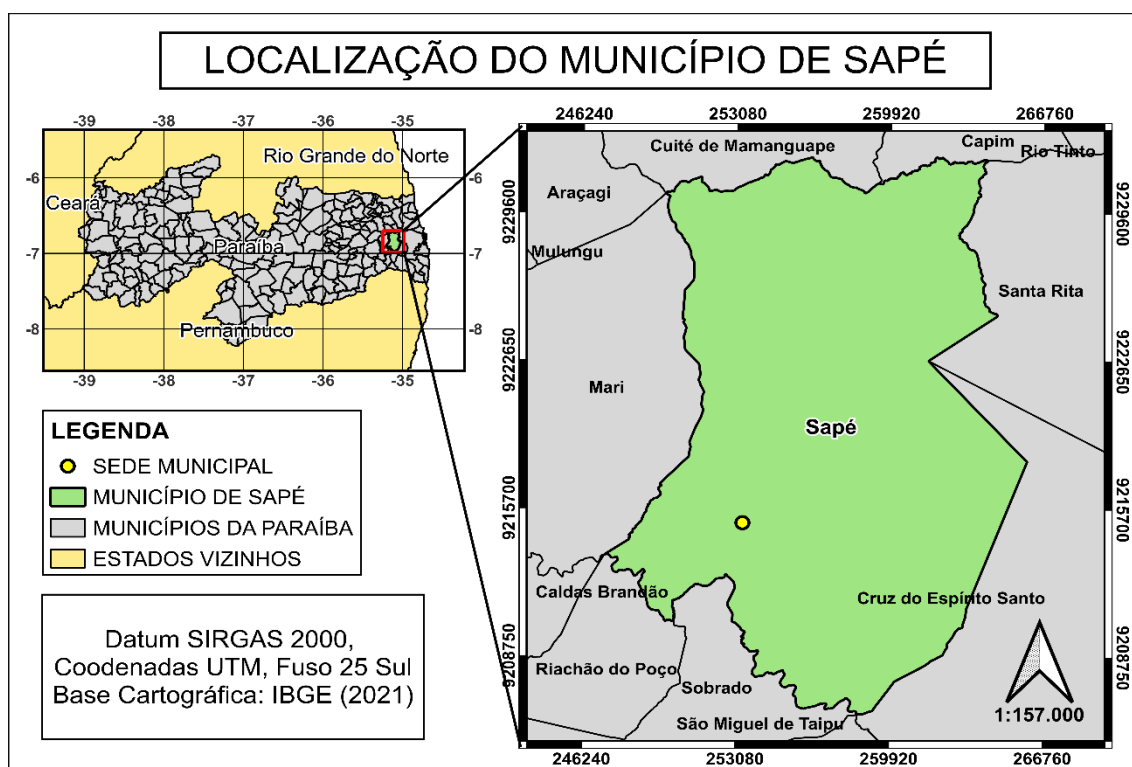 LOCALIZAÇÃO DO MUNICÍPIO DE SAPÉ
-39 -38 -37 -36 -35
Rio Grande do Norte
-6
-6
Ceará
Paraíba
-7
-7
Pernambuco
-8
-8
-39 -38 -37 -36 -35
LEGENDA
SEDE MUNICIPAL
MUNICÍPIO DE SAPÉ
MUNICÍPIOS DA PARAÍBA
ESTADOS VIZINHOS
Datum SIRGAS 2000,
Coodenadas UTM, Fuso 25 Sul
Base Cartográfica: IBGE (2021)
246240 253080 259920 266760
Cuité de Mamanguape
Capim
Rio Tinto
Araçagi
9229600
9229600
Mulungu
Santa Rita
9222650
9222650
Mari
Sapé
9215700
9215700
Caldas Brandão
Cruz do Espírito Santo
9208750
9208750
Riachão do Poço
Sobrado
São Miguel de Taipu
1:157.000
246240 253080 259920 266760